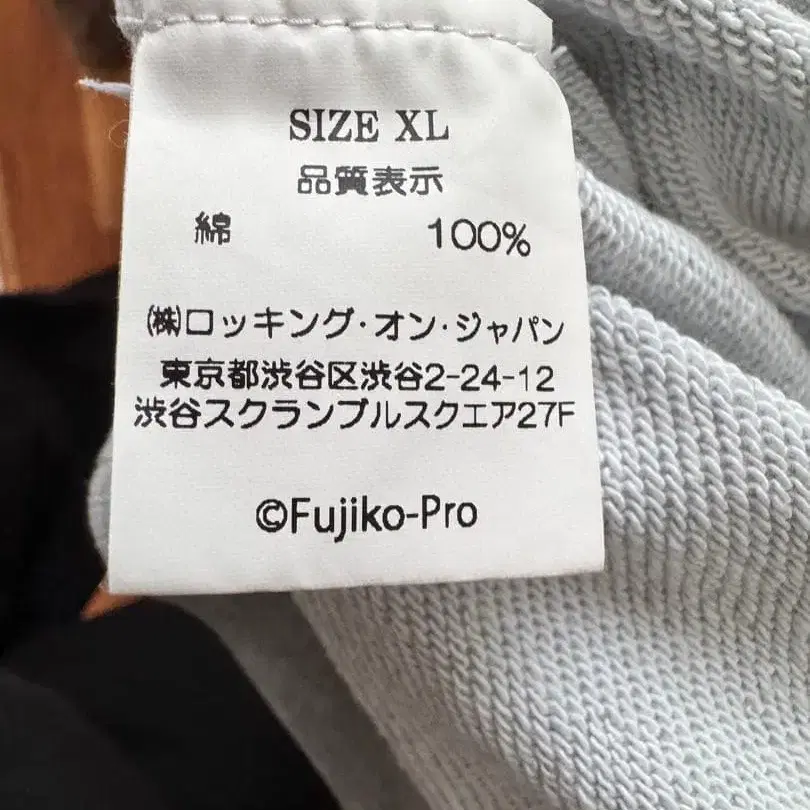 SIZE XL
品質表示
綿 100%
㈱ロッキング・オン・ジャパン
東京都渋谷区渋谷2-24-12
渋谷スクランブルスクエア27F
©Fujiko-Pro